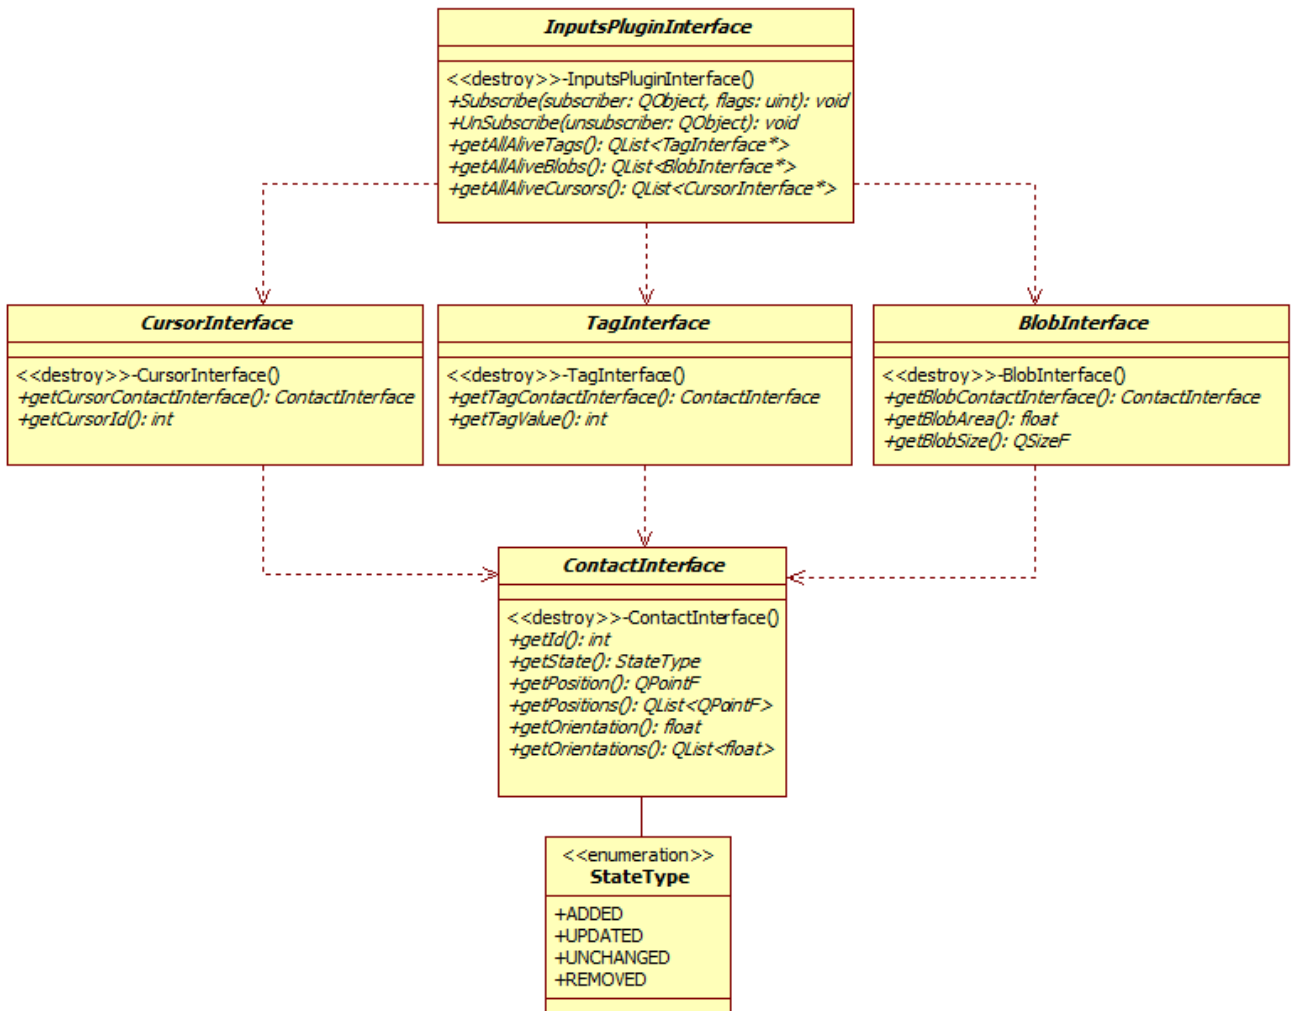 InputsPluginInterface
<<destroy>>-InputsPluginInterface()
+Subscribe(subscriber: QObject, flags: uint): void
+UnSubscribe(unsubscriber: QObject): void
+getAllAliveTags(): QList<TagInterface*>
+getAllAliveBlobs(): QList<BlobInterface*>
+getAllAliveCursors(): QList<CursorInterface*>
CursorInterface
<<destroy>>-CursorInterface()
+getCursorContactInterface(): ContactInterface
+getCursorId(): int
TagInterface
<<destroy>>-TagInterface()
+getTagContactInterface(): ContactInterface
+getTagValue(): int
BlobInterface
<<destroy>>-BlobInterface()
+getBlobContactInterface(): ContactInterface
+getBlobArea(): float
+getBlobSize(): QSizeF
ContactInterface
<<destroy>>-ContactInterface()
+getId(): int
+getState(): StateType
+getPosition(): QPointF
+getPositions(): QList<QPointF>
+getOrientation(): float
+getOrientations(): QList<float>
<<enumeration>>
StateType
+ADDED
+UPDATED
+UNCHANGED
+REMOVED